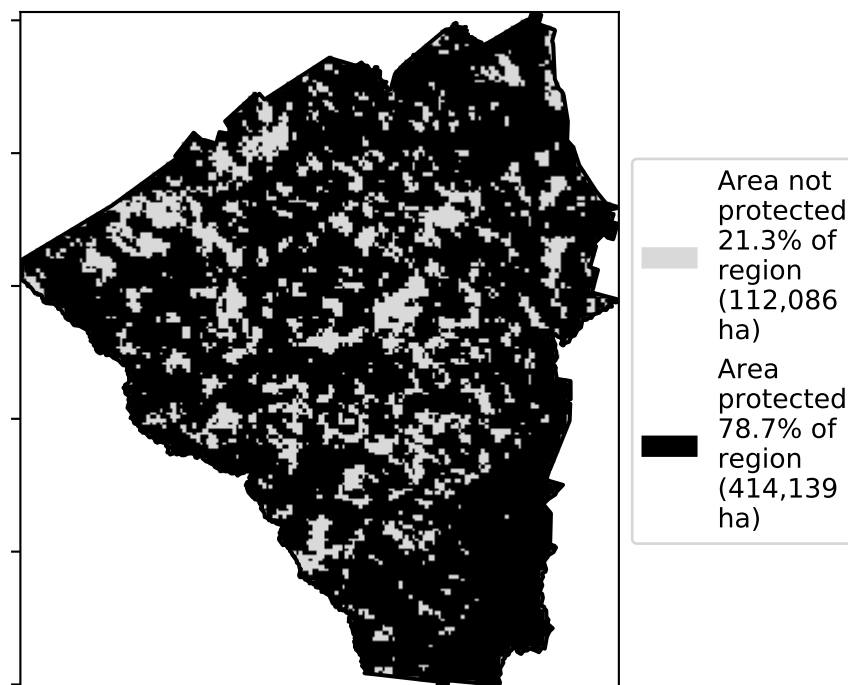 Area not
protected
21.3% of
region
(112,086
ha)
Area
protected
78.7% of
region
(414,139
ha)